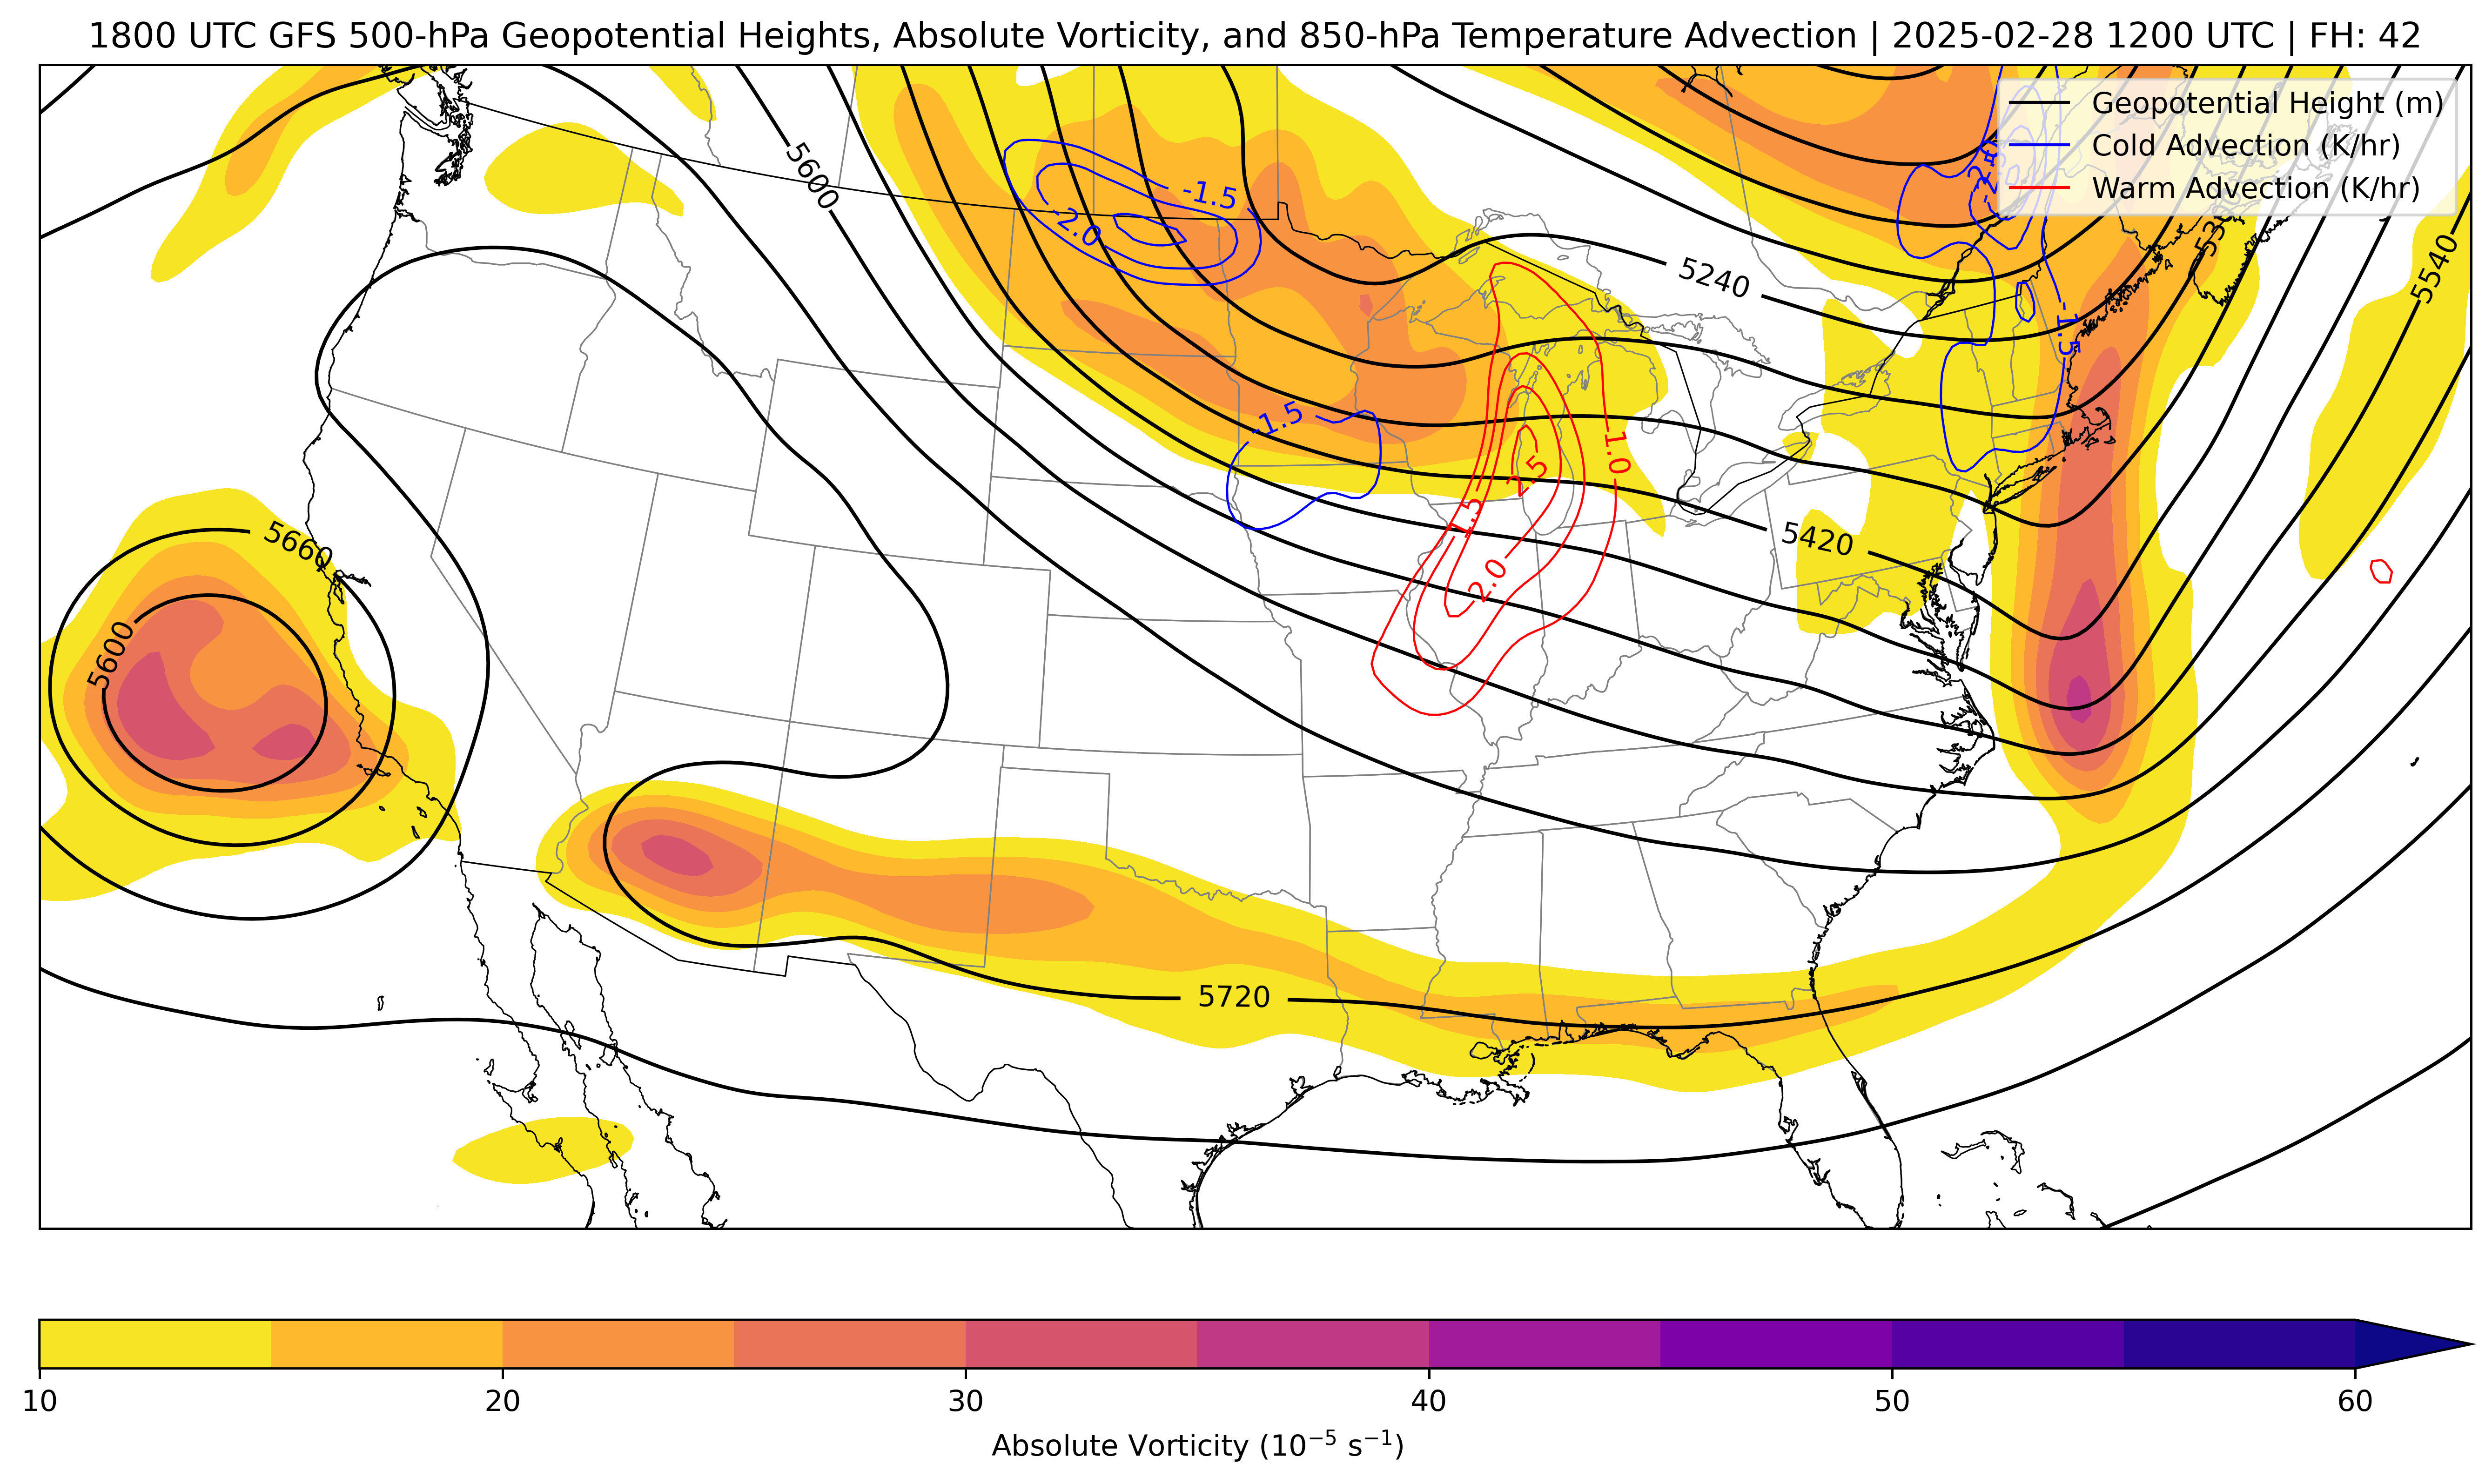 1800 UTC GFS 500-hPa Geopotential Heights, Absolute Vorticity, and 850-hPa Temperature Advection | 2025-02-28 1200 UTC | FH: 42
Geopotential Height (m)
Cold Advection (K/hr)
Warm Advection (K/hr)
5600
-1.5
-2.0
5240
5540
-1.5
-1.5
1.0
2.5
1.5
5660
5420
2.0
5600
5720
10 20 30 40 50 60
Absolute Vorticity (10⁻⁵ s⁻¹)